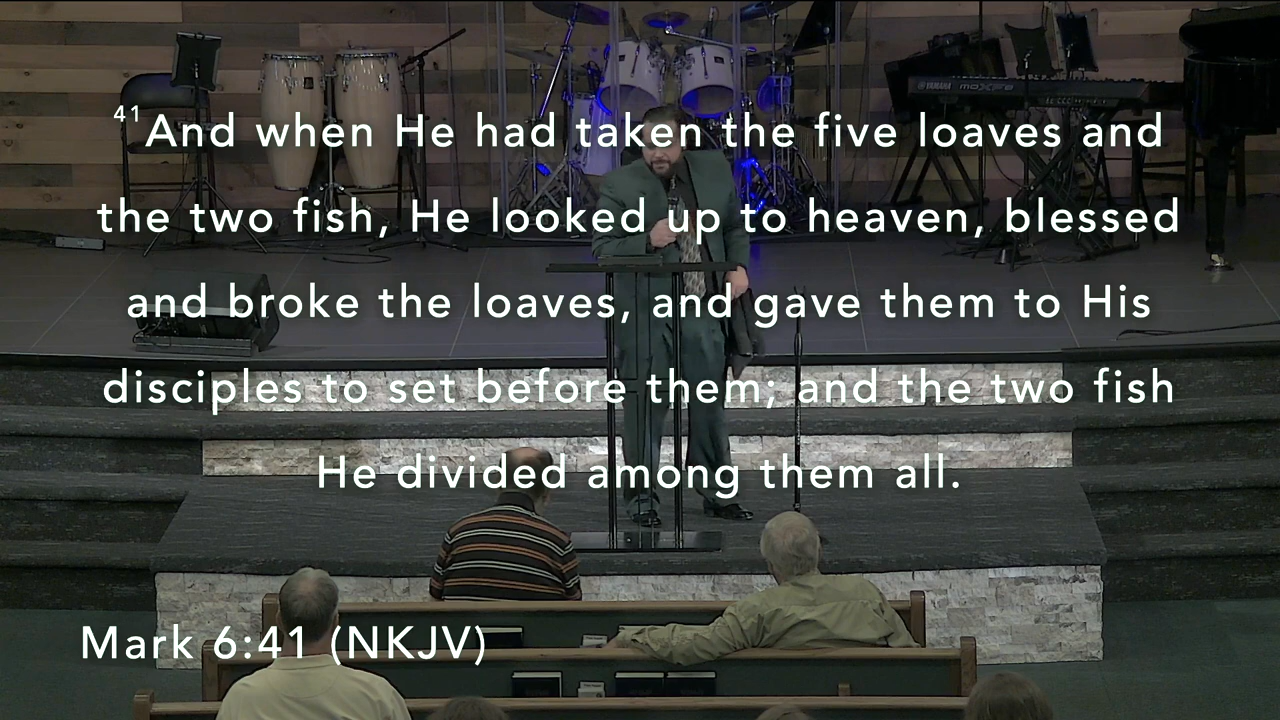 41And when He had taken the five loaves and
the two fish, He looked up to heaven, blessed
and broke the loaves, and gave them to His
disciples to set before them; and the two fish
He divided among them all.
Mark 6:41 (NKJV)
YAMAHA MOXF8